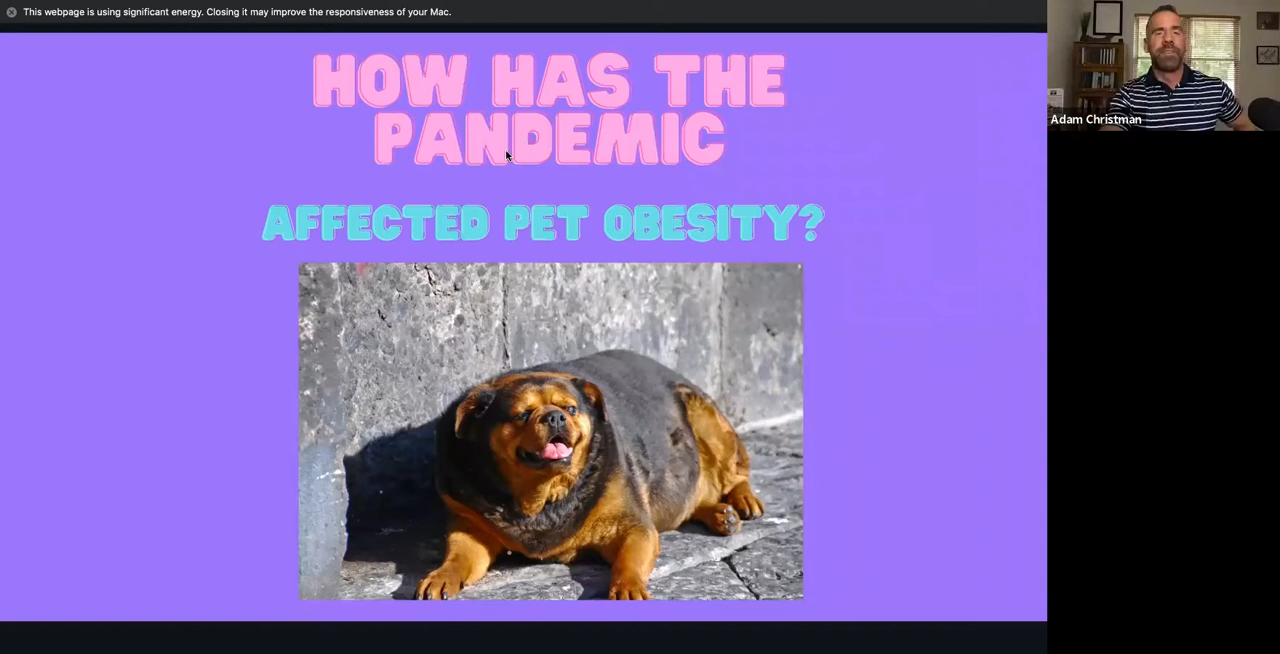 This webpage is using significant energy. Closing it may improve the responsiveness of your Mac.
HOW HAS THE
PANDEMIC
AFFECTED PET OBESITY?
Adam Christman